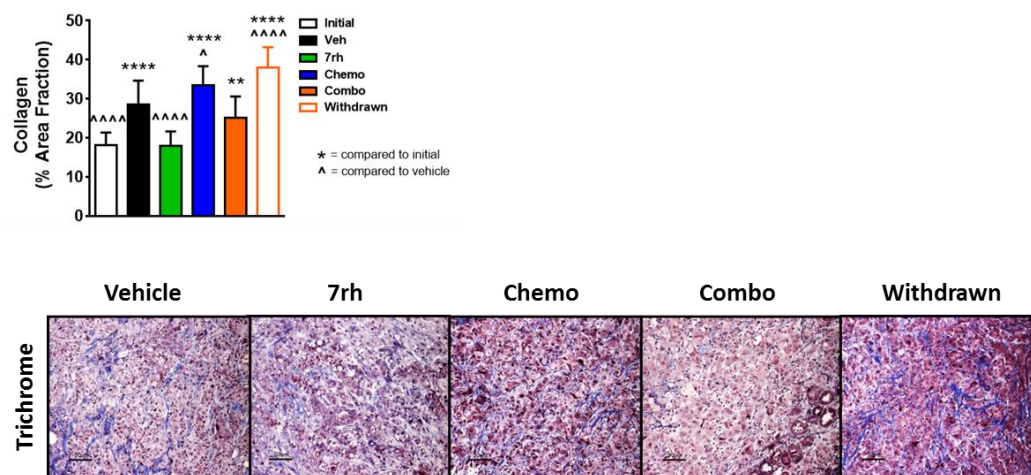 50
40
30
20
10
0
Collagen
(% Area Fraction)
^^^^
****
^^^^
****
^
**
****
^^^^
Initial
Veh
7rh
Chemo
Combo
Withdrawn
* = compared to initial
^ = compared to vehicle
Vehicle 7rh Chemo Combo Withdrawn
Trichrome